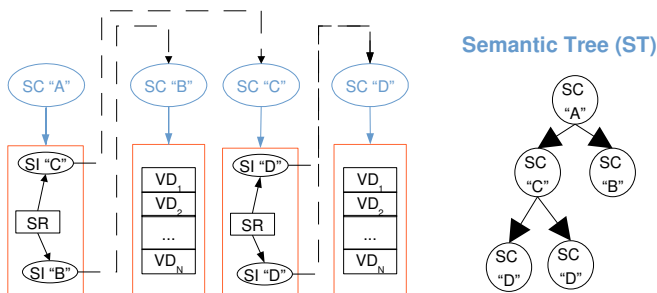 Semantic Tree (ST)
SC “A”
SC “B”
SC “C”
SC “D”
SI “C”
SR
SI “B”
VD1
VD2
...
VDN
SI “D”
SR
SI “D”
VD1
VD2
...
VDN
SC
“A”
SC
“C”
SC
“B”
SC
“D”
SC
“D”